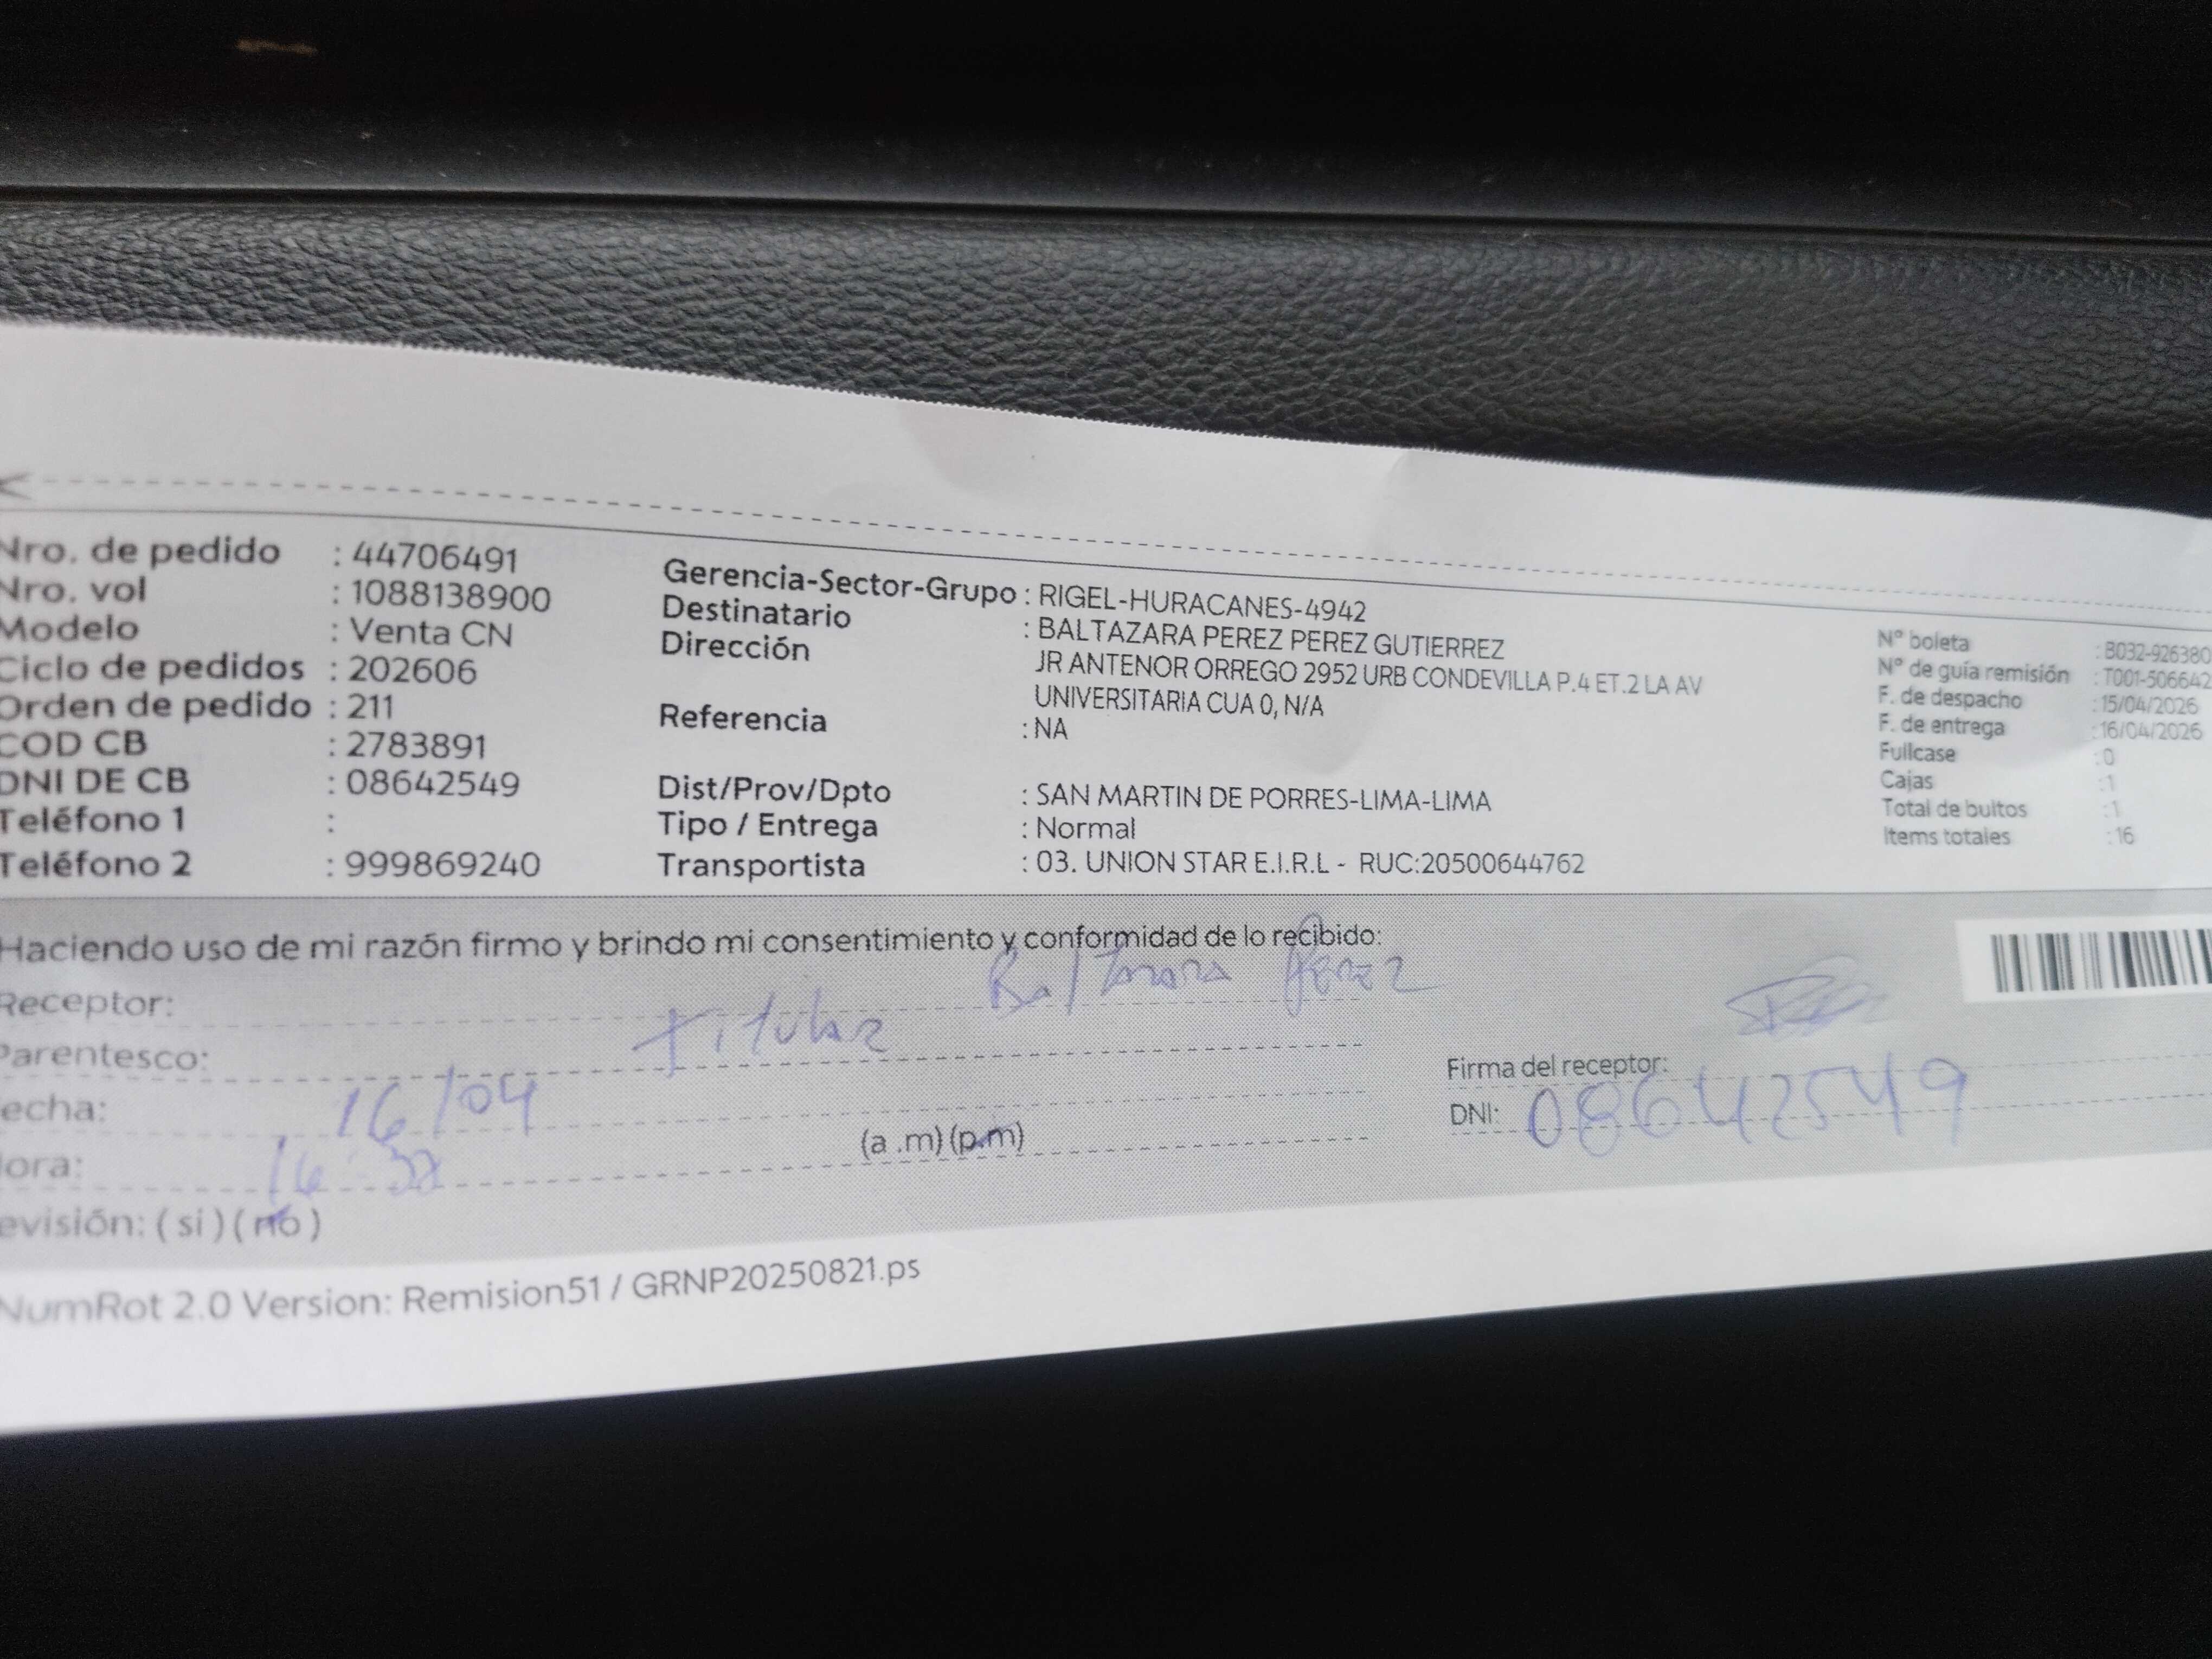 Nro. de pedido : 44706491
Nro. vol : 1088138900
Modelo : Venta CN
Ciclo de pedidos : 202606
Orden de pedido : 211
COD CB : 2783891
DNI DE CB : 08642549
Teléfono 1 :
Teléfono 2 : 999869240
Gerencia-Sector-Grupo : RIGEL-HURACANES-4942
Destinatario : BALTAZARA PEREZ PEREZ GUTIERREZ
Dirección JR ANTENOR ORREGO 2952 URB CONDEVILLA P.4 ET.2 LA AV
UNIVERSITARIA CUA 0, N/A
Referencia : NA
Dist/Prov/Dpto : SAN MARTIN DE PORRES-LIMA-LIMA
Tipo / Entrega : Normal
Transportista : 03. UNION STAR E.I.R.L - RUC:20500644762
N° boleta : B032-926380
N° de guía remisión : T001-506642
F. de despacho : 15/04/2026
F. de entrega : 16/04/2026
Fullcase : 0
Cajas : 1
Total de bultos : 1
Items totales : 16
Haciendo uso de mi razón firmo y brindo mi consentimiento y conformidad de lo recibido:
Receptor: Baltazara Perez
Parentesco: titular
echa: 16/04
ora: (a .m) (p.m)
evisión: ( si ) ( no )
Firma del receptor:
DNI: 08642549
NumRot 2.0 Version: Remision51 / GRNP20250821.ps